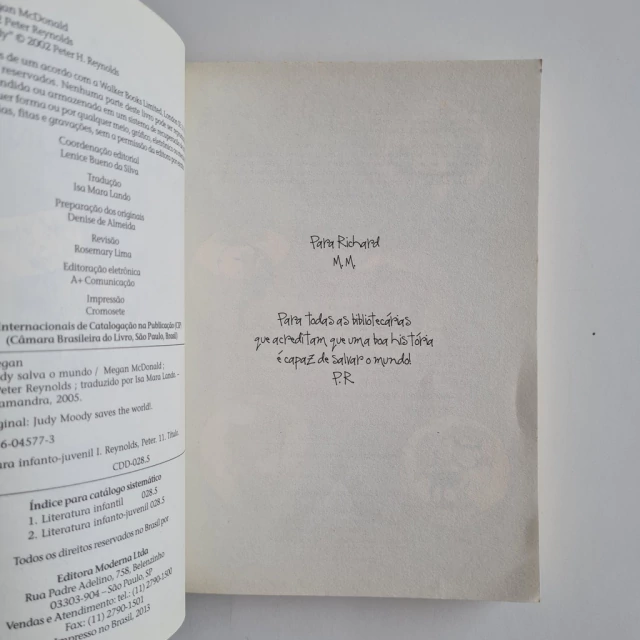 gan McDonald
Peter Reynolds
dy" © 2002 Peter H. Reynolds
s de um acordo com a Walker Books Limited, London
reservados. Nenhuma parte deste livro pode ser
ndida ou armazenada em um sistema de recuperação
uer forma ou por qualquer meio, gráfico, eletrônico
os, fitas e gravações, sem a permissão da editora
Coordenação editorial
Lenice Bueno da Silva
Tradução
Isa Mara Lando
Preparação dos originais
Denise de Almeida
Revisão
Rosemary Lima
Editoração eletrônica
A+ Comunicação
Impressão
Cromosete
Internacionais de Catalogação na Publicação CIP
(Câmara Brasileira do Livro, São Paulo, Brasil)
egan
dy salva o mundo / Megan McDonald ;
Peter Reynolds ; traduzido por Isa Mara Lando -
amandra, 2005.
ginal: Judy Moody saves the world!
6-04577-3
ura infanto-juvenil I. Reynolds, Peter. II. Título.
CDD-028.5
Índice para catálogo sistemático
1. Literatura infantil 028.5
2. Literatura infanto-juvenil 028.5
Todos os direitos reservados no Brasil por
Editora Moderna Ltda
Rua Padre Adelino, 758, Belenzinho
03303-904 – São Paulo, SP
Vendas e Atendimento: tel.: (11) 2790-1500
Fax: (11) 2790-1501
Impresso no Brasil, 2013
Para Richard
M.M.
Para todas as bibliotecárias
que acreditam que uma boa história
é capaz de salvar o mundo!
P.R